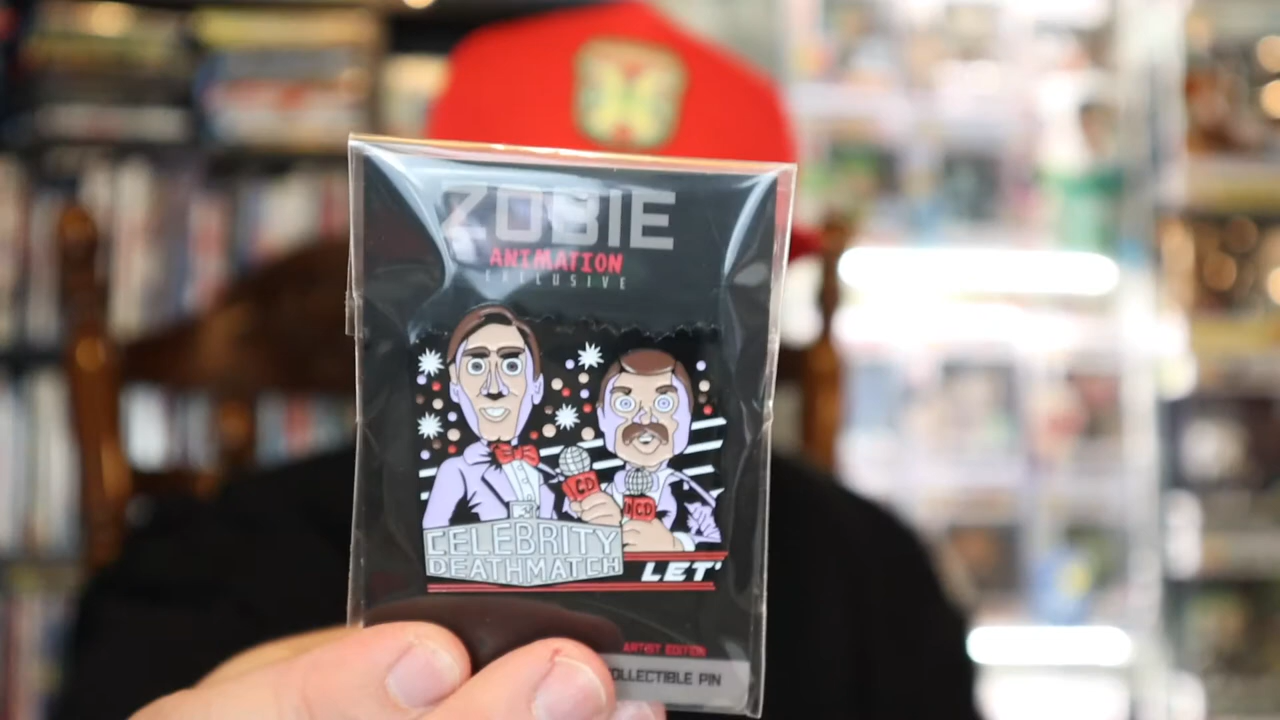 ZOBIE
ANIMATION
EXCLUSIVE
CD
CD
CELEBRITY
DEATHMATCH
LET'
ARTIST EDITION
OLLECTIBLE PIN